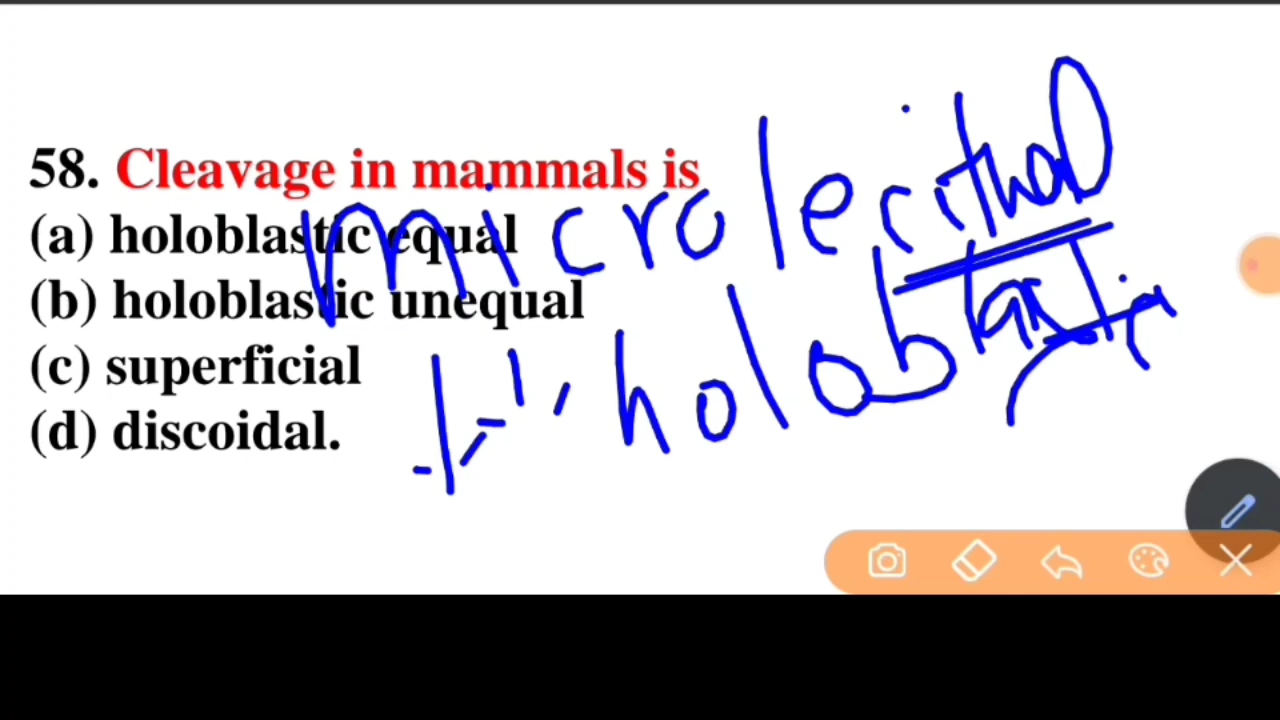 58. Cleavage in mammals is
(a) holoblastic equal
(b) holoblastic unequal
(c) superficial
(d) discoidal.
microlecithal
holoblastic